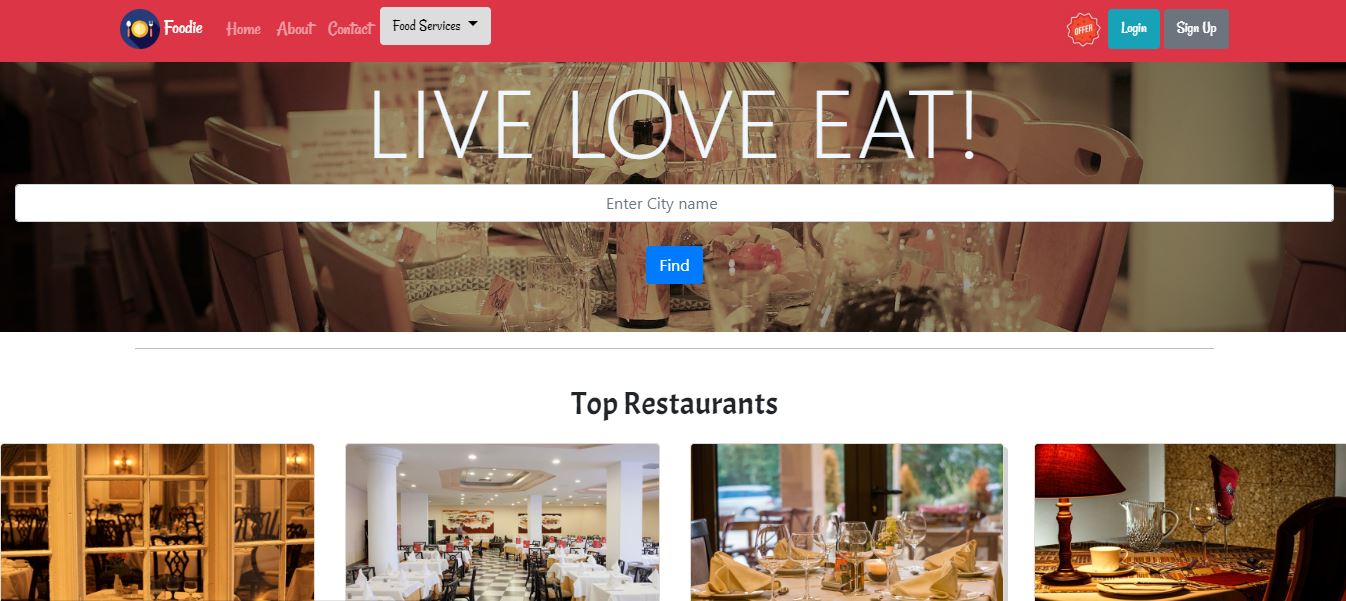 Foodie Home About Contact Food Services OFFER Login Sign Up
LIVE LOVE EAT!
Enter City name
Find
Top Restaurants